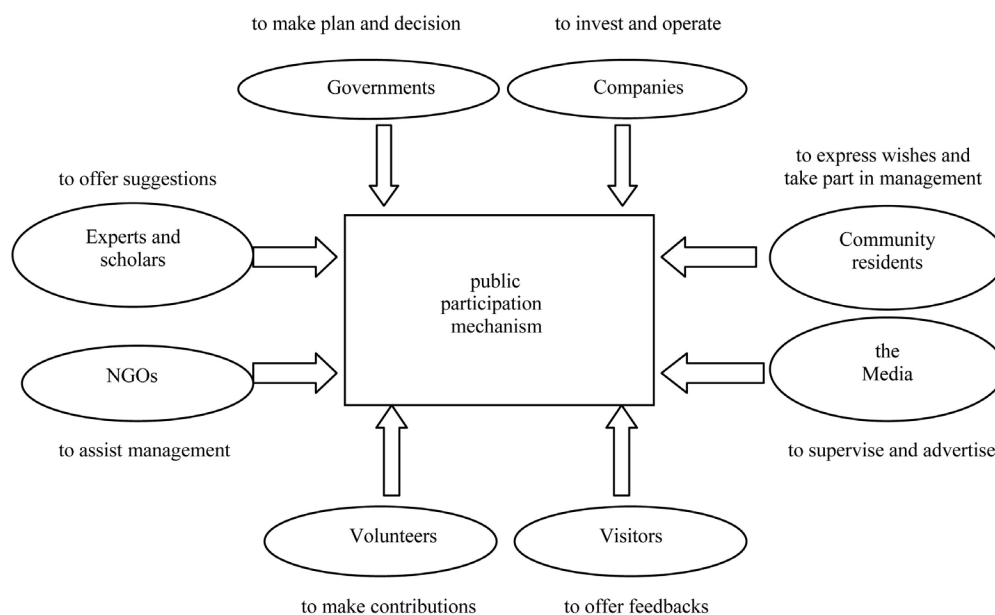 to make plan and decision
to invest and operate
Governments
Companies
to offer suggestions
to express wishes and
take part in management
Experts and
scholars
Community
residents
public
participation
mechanism
NGOs
the
Media
to assist management
to supervise and advertise
Volunteers
Visitors
to make contributions
to offer feedbacks